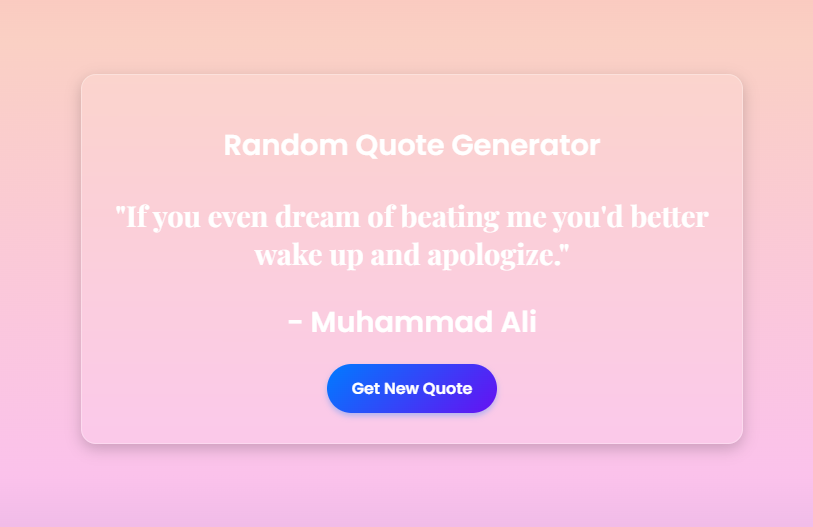 Random Quote Generator
"If you even dream of beating me you'd better
wake up and apologize."
- Muhammad Ali
Get New Quote